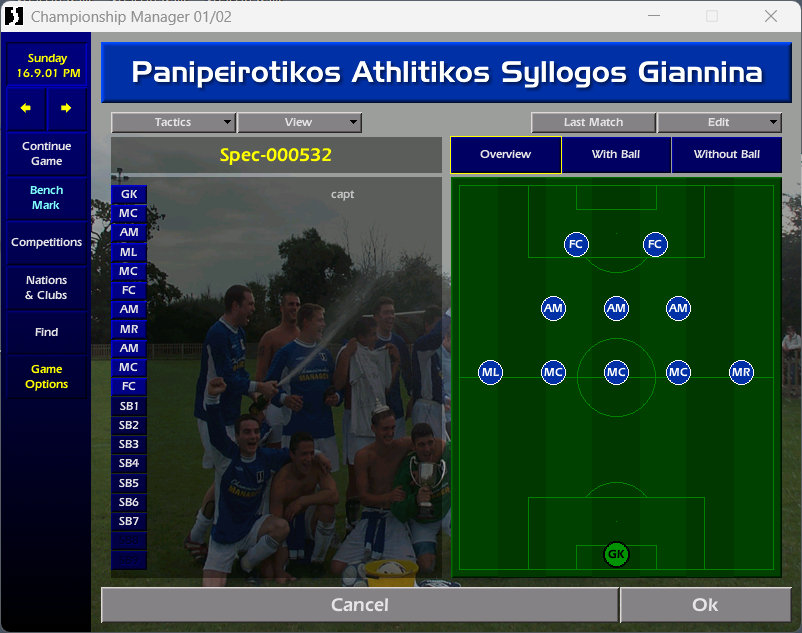 Championship Manager 01/02
Sunday
16.9.01 PM
Panipeirotikos Athlitikos Syllogos Giannina
Tactics
View
Last Match
Edit
Continue
Game
Bench
Mark
Competitions
Nations
& Clubs
Find
Game
Options
Spec-000532
Overview
With Ball
Without Ball
GK
capt
MC
AM
ML
MC
FC
AM
MR
AM
MC
FC
SB1
SB2
SB3
SB4
SB5
SB6
SB7
FC FC
AM AM AM
ML MC MC MC MR
GK
Cancel
Ok